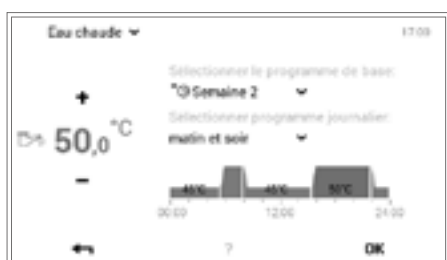 Eau chaude
17:03
Sélectionner le programme de base:
Semaine 2
Sélectionner programme journalier:
matin et soir
+
50,0 °C
−
45°C 45°C 50°C
00:00 12:00 24:00
? OK